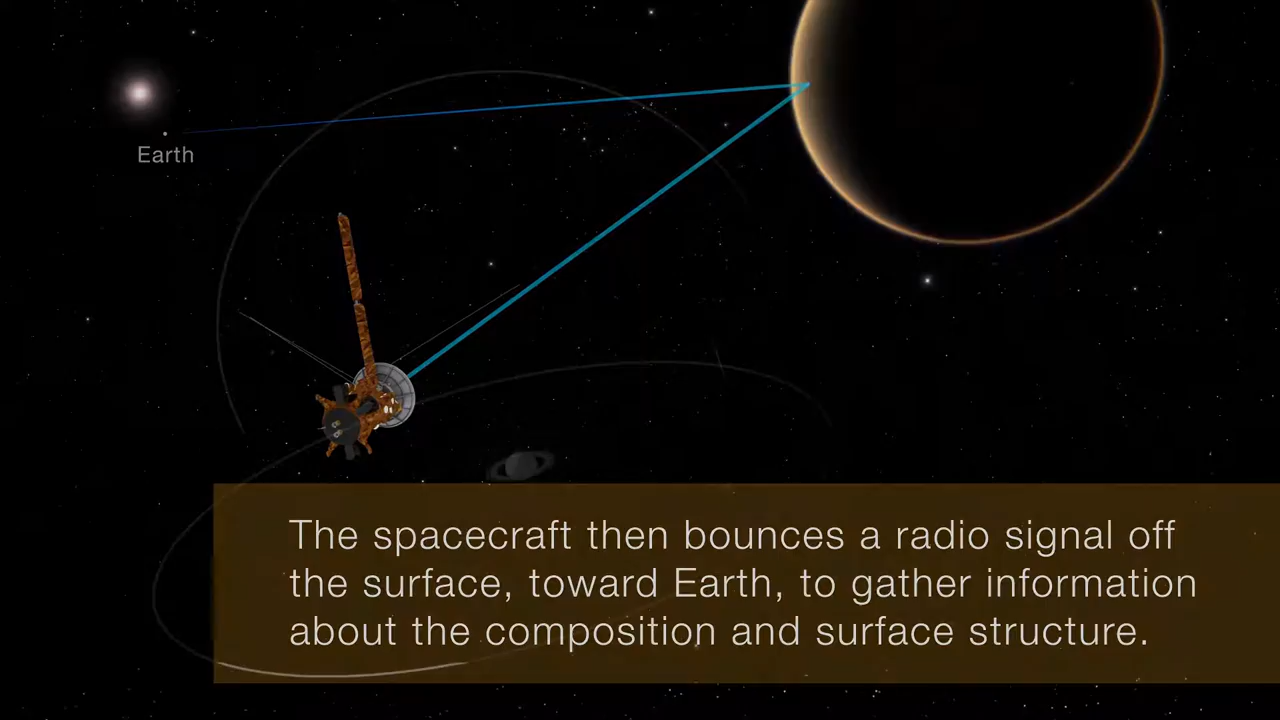 Earth
The spacecraft then bounces a radio signal off
the surface, toward Earth, to gather information
about the composition and surface structure.